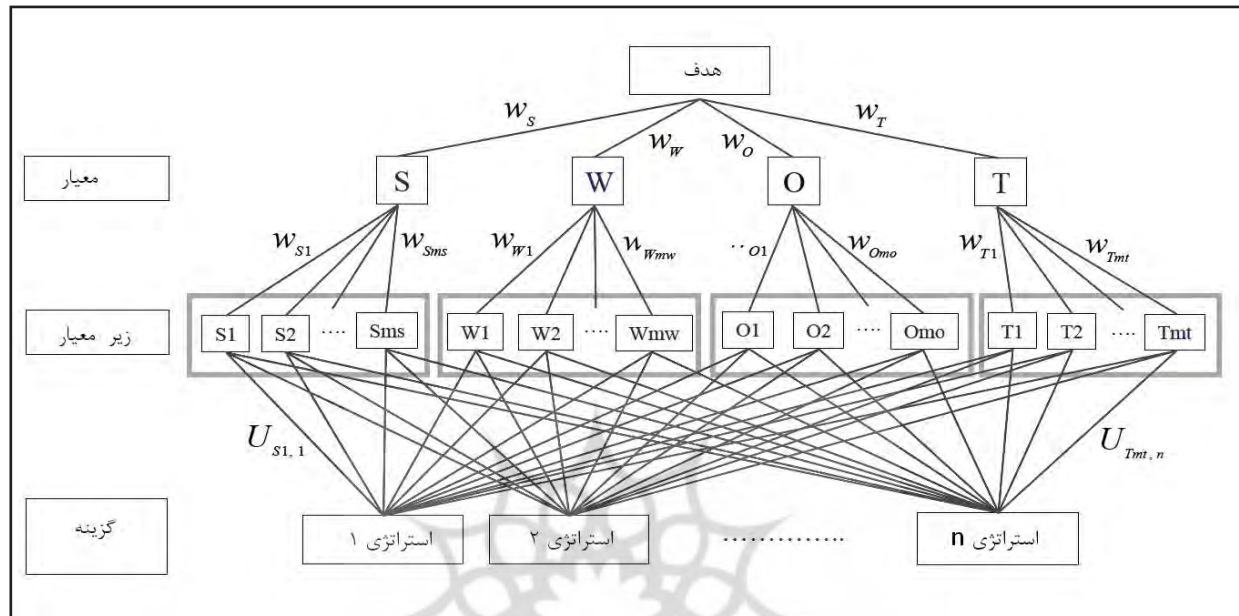 هدف
w_S w_W w_O w_T
معیار
S W O T
w_S1 w_Sms w_W1 w_Wmw O1 w_Omo w_T1 w_Tmt
زیر معیار
S1 S2 .... Sms W1 W2 .... Wmw O1 O2 .... Omo T1 T2 .... Tmt
U_S1, 1 U_Tmt, n
گزینه
استراتژی ۱ استراتژی ۲ .............. استراتژی n